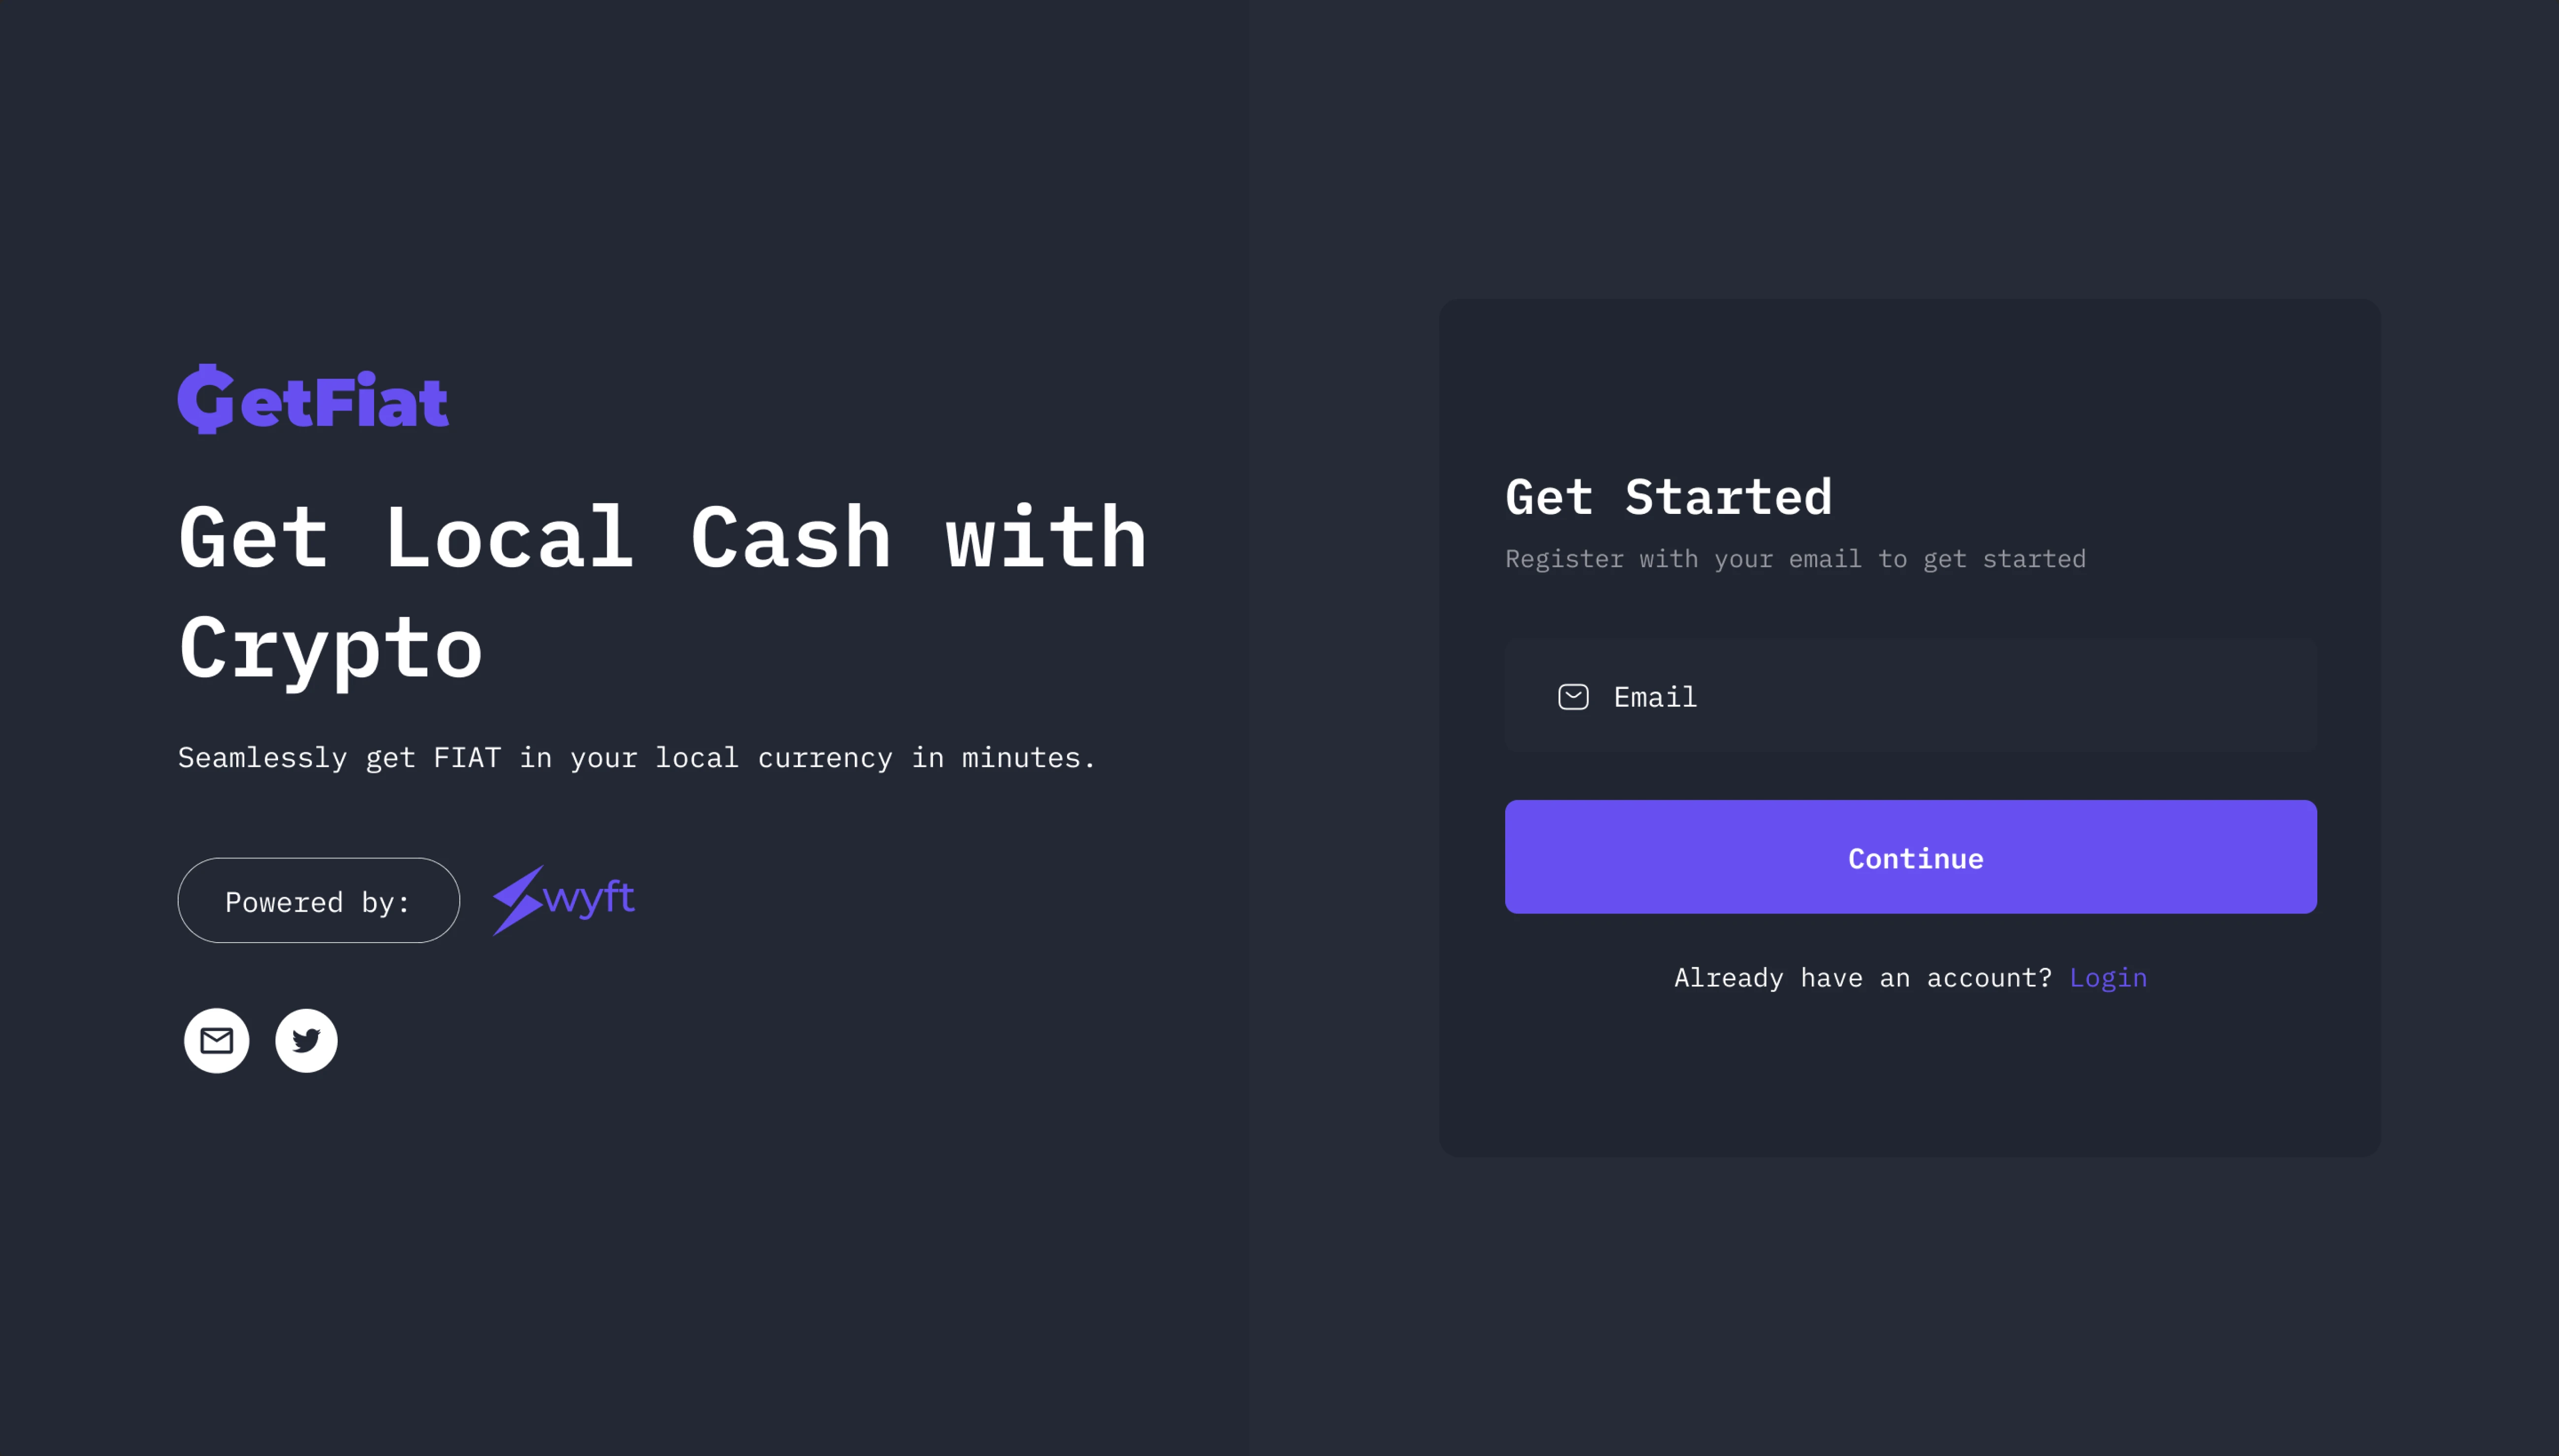 GetFiat
Get Local Cash with
Crypto
Seamlessly get FIAT in your local currency in minutes.
Powered by:
Swyft
Get Started
Register with your email to get started
Email
Continue
Already have an account? Login